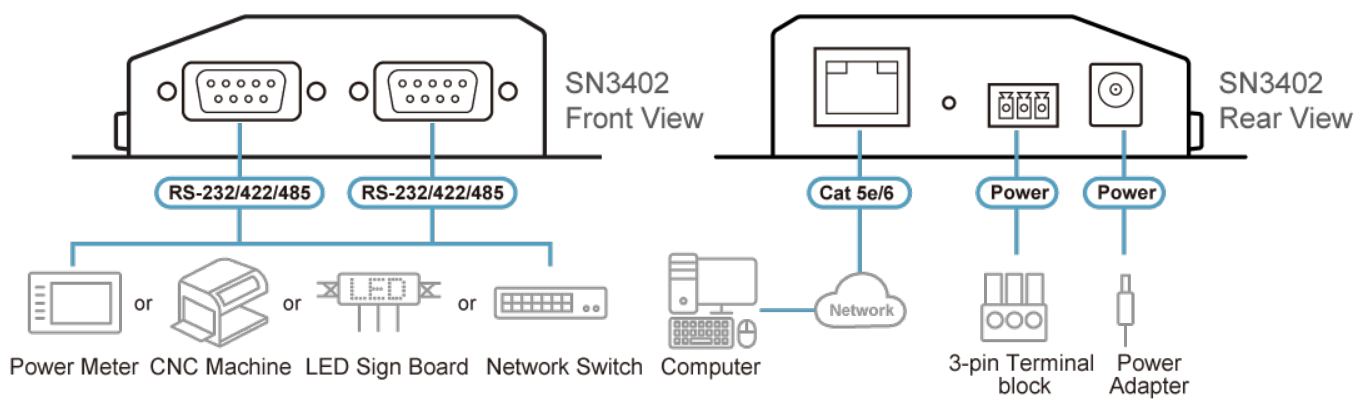 SN3402
Front View
SN3402
Rear View
RS-232/422/485
RS-232/422/485
Cat 5e/6
Power
Power
or
or
LED
or
Network
Power Meter
CNC Machine
LED Sign Board
Network Switch
Computer
3-pin Terminal
block
Power
Adapter